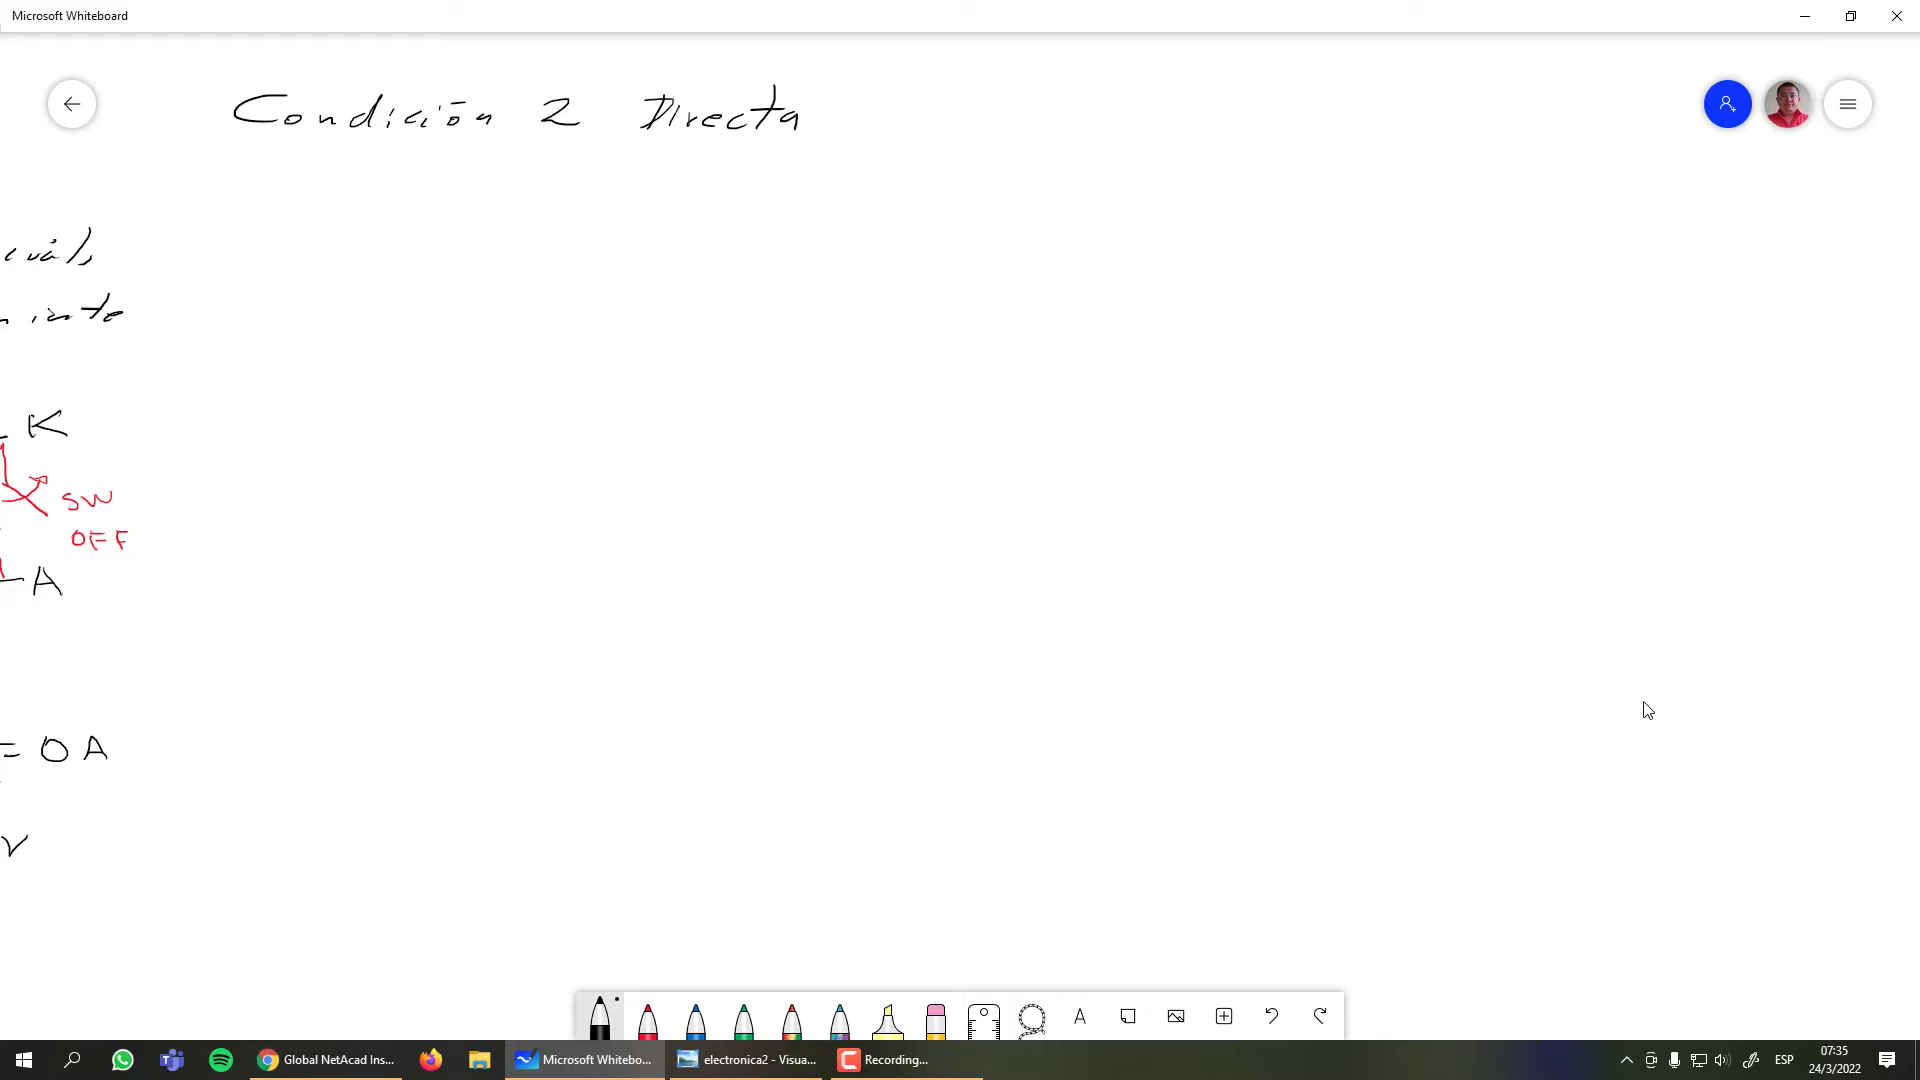 Microsoft Whiteboard
Condición 2 Directa
K
SW
OFF
A
= 0 A
V
A
Global NetAcad Ins...
Microsoft Whitebo...
electronica2 - Visua...
Recording...
ESP
07:35
24/3/2022